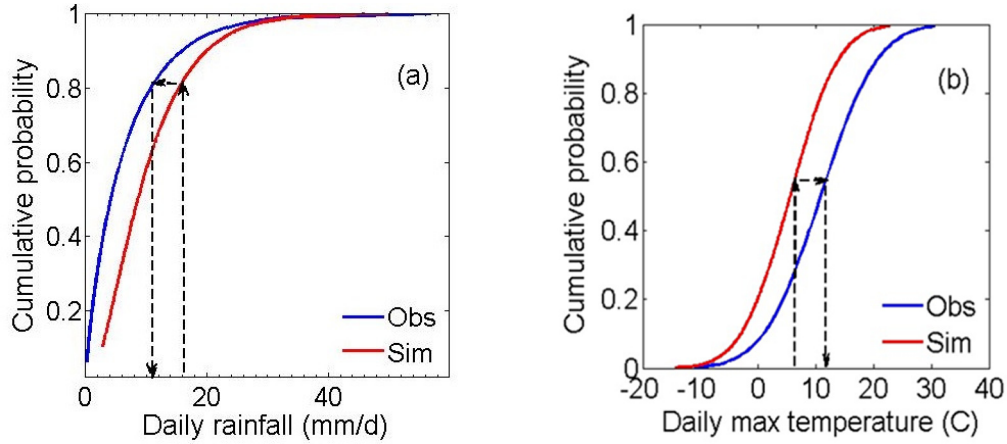 (a)
Cumulative probability
1
0.8
0.6
0.4
0.2
0 20 40
Daily rainfall (mm/d)
Obs
Sim
(b)
Cumulative probability
1
0.8
0.6
0.4
0.2
0
-20 -10 0 10 20 30 40
Daily max temperature (C)
Obs
Sim